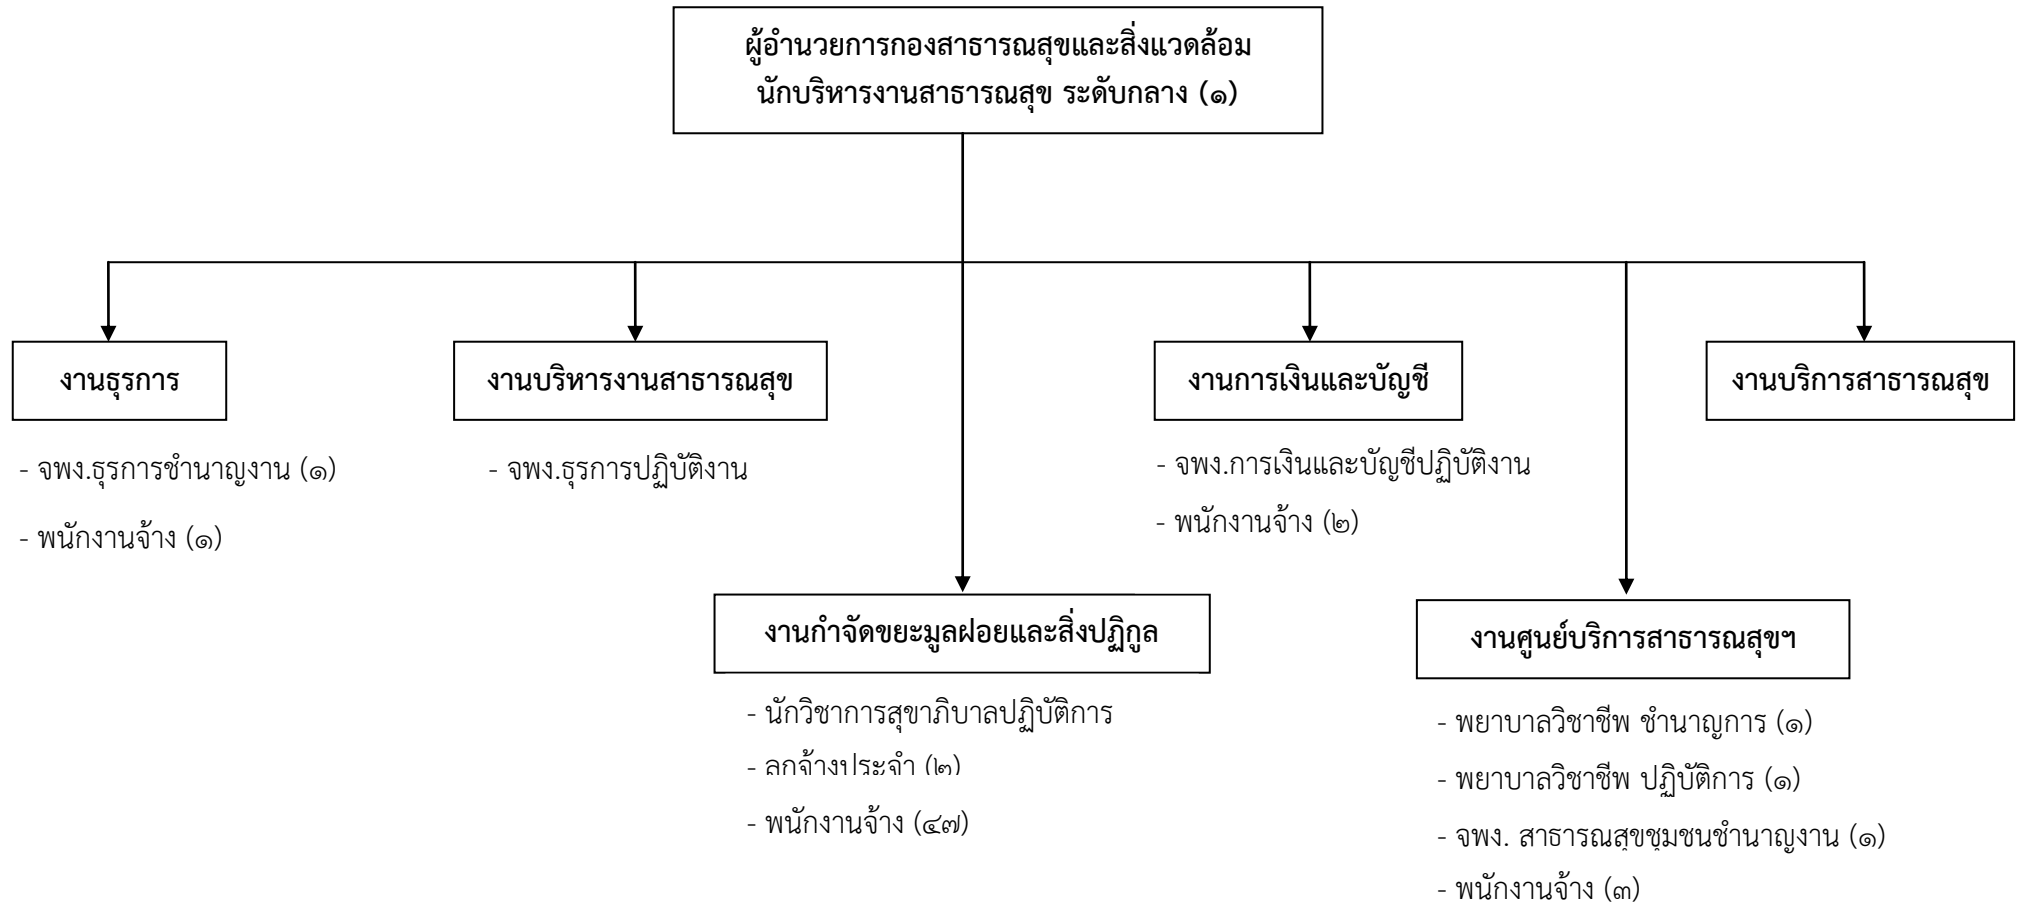 ผู้อำนวยการกองสาธารณสุขและสิ่งแวดล้อม
นักบริหารงานสาธารณสุข ระดับกลาง (๑)
งานธุรการ
- จพง.ธุรการชำนาญงาน (๑)
- พนักงานจ้าง (๑)
งานบริหารงานสาธารณสุข
- จพง.ธุรการปฏิบัติงาน
งานการเงินและบัญชี
- จพง.การเงินและบัญชีปฏิบัติงาน
- พนักงานจ้าง (๒)
งานบริการสาธารณสุข
งานกำจัดขยะมูลฝอยและสิ่งปฏิกูล
- นักวิชาการสุขาภิบาลปฏิบัติการ
- ลูกจ้างประจำ (๒)
- พนักงานจ้าง (๔๗)
งานศูนย์บริการสาธารณสุขฯ
- พยาบาลวิชาชีพ ชำนาญการ (๑)
- พยาบาลวิชาชีพ ปฏิบัติการ (๑)
- จพง. สาธารณสุขชุมชนชำนาญงาน (๑)
- พนักงานจ้าง (๓)